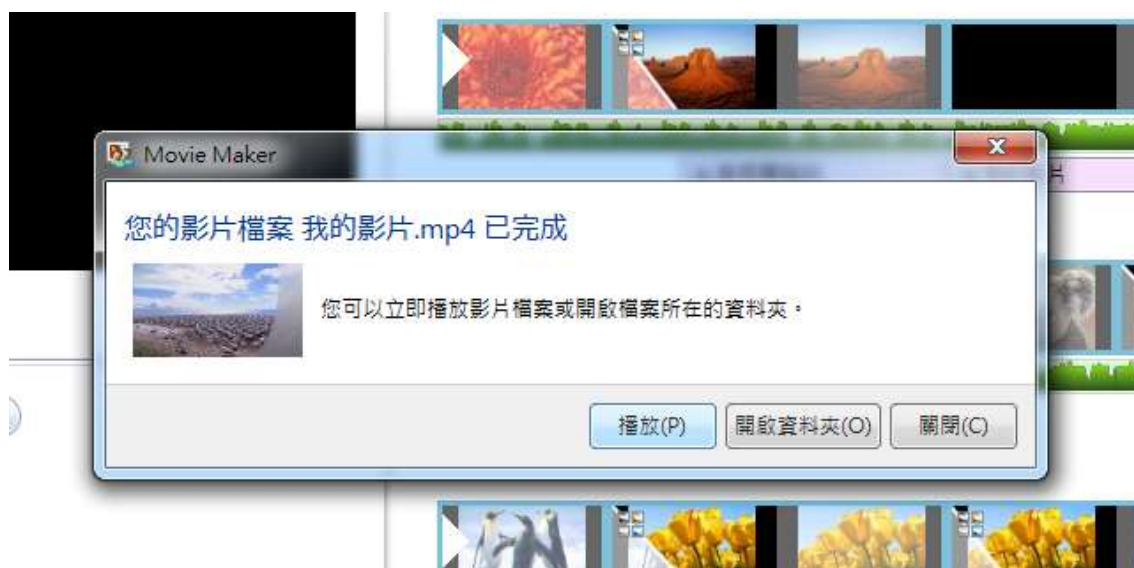 Movie Maker
您的影片檔案 我的影片.mp4 已完成
您可以立即播放影片檔案或開啟檔案所在的資料夾。
播放(P)
開啟資料夾(O)
關閉(C)
片